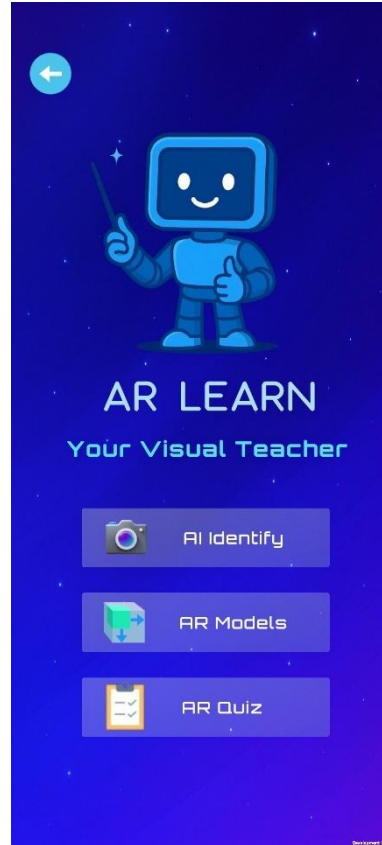 AR LEARN
Your Visual Teacher
AI Identify
AR Models
AR Quiz